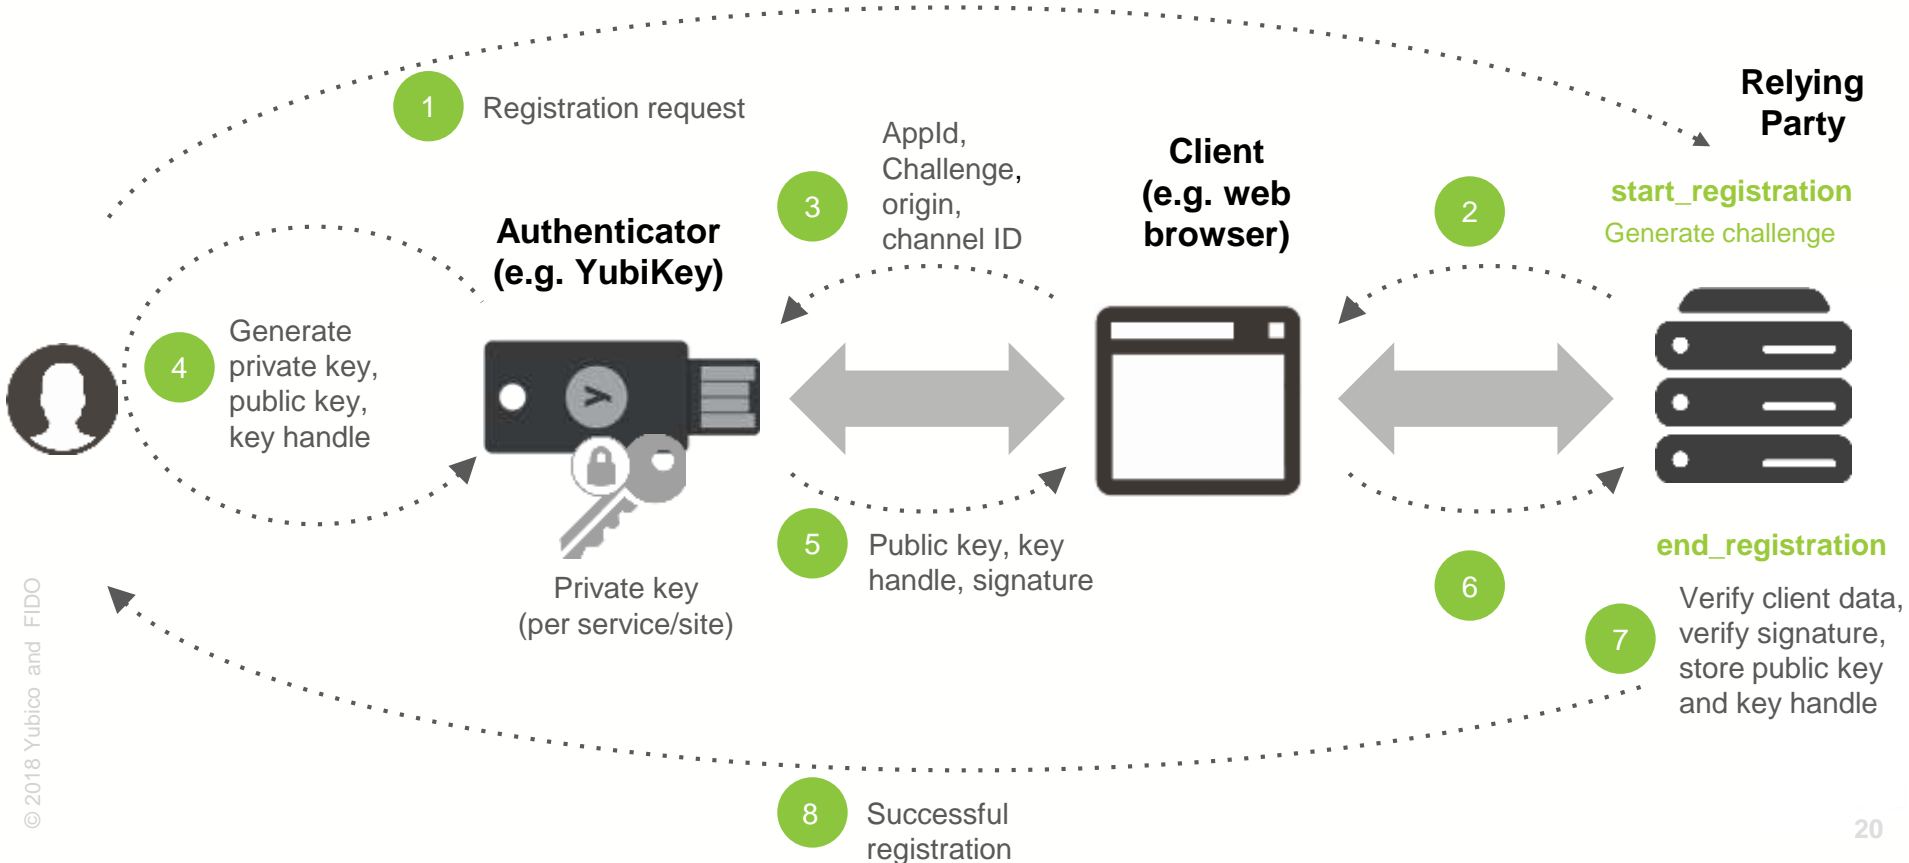 1
Registration request
Relying
Party
AppId,
Challenge,
origin,
channel ID
3
Client
(e.g. web
browser)
2
start_registration
Generate challenge
Authenticator
(e.g. YubiKey)
4
Generate
private key,
public key,
key handle
Y
Private key
(per service/site)
5
Public key, key
handle, signature
6
end_registration
7
Verify client data,
verify signature,
store public key
and key handle
8
Successful
registration
© 2018 Yubico and FIDO
20